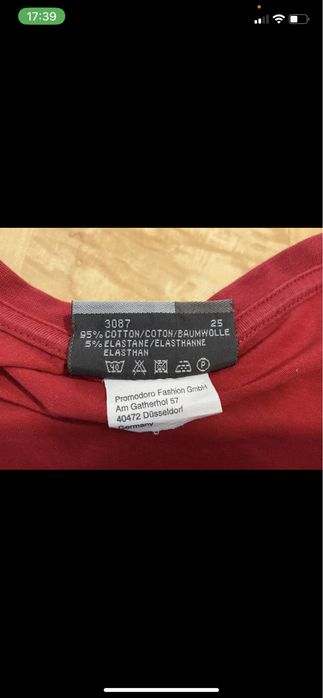 17:39
3087 25
95% COTTON/COTON/BAUMWOLLE
5% ELASTANE/ELASTHANNE
ELASTHAN
40
P
Promodoro Fashion GmbH
Am Gatherhof 57
40472 Düsseldorf
Germany